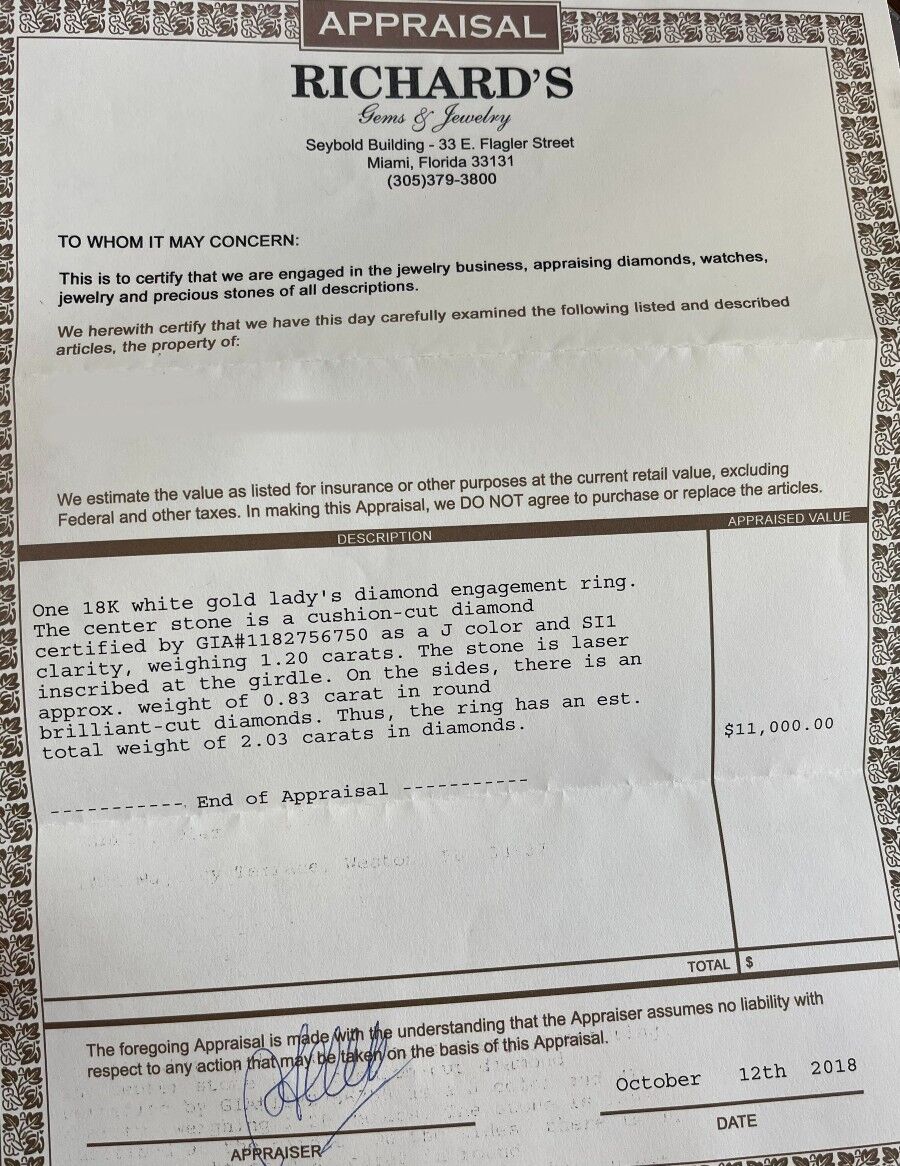 APPRAISAL
RICHARD'S
Gems & Jewelry
Seybold Building - 33 E. Flagler Street
Miami, Florida 33131
(305)379-3800
TO WHOM IT MAY CONCERN:
This is to certify that we are engaged in the jewelry business, appraising diamonds, watches,
jewelry and precious stones of all descriptions.
We herewith certify that we have this day carefully examined the following listed and described
articles, the property of:
We estimate the value as listed for insurance or other purposes at the current retail value, excluding
Federal and other taxes. In making this Appraisal, we DO NOT agree to purchase or replace the articles.
DESCRIPTION
APPRAISED VALUE
One 18K white gold lady's diamond engagement ring.
The center stone is a cushion-cut diamond
certified by GIA#1182756750 as a J color and SI1
clarity, weighing 1.20 carats. The stone is laser
inscribed at the girdle. On the sides, there is an
approx. weight of 0.83 carat in round
brilliant-cut diamonds. Thus, the ring has an est.
total weight of 2.03 carats in diamonds.
$11,000.00
----------- End of Appraisal -----------
TOTAL $
The foregoing Appraisal is made with the understanding that the Appraiser assumes no liability with
respect to any action that may be taken on the basis of this Appraisal.
October 12th 2018
APPRAISER
DATE